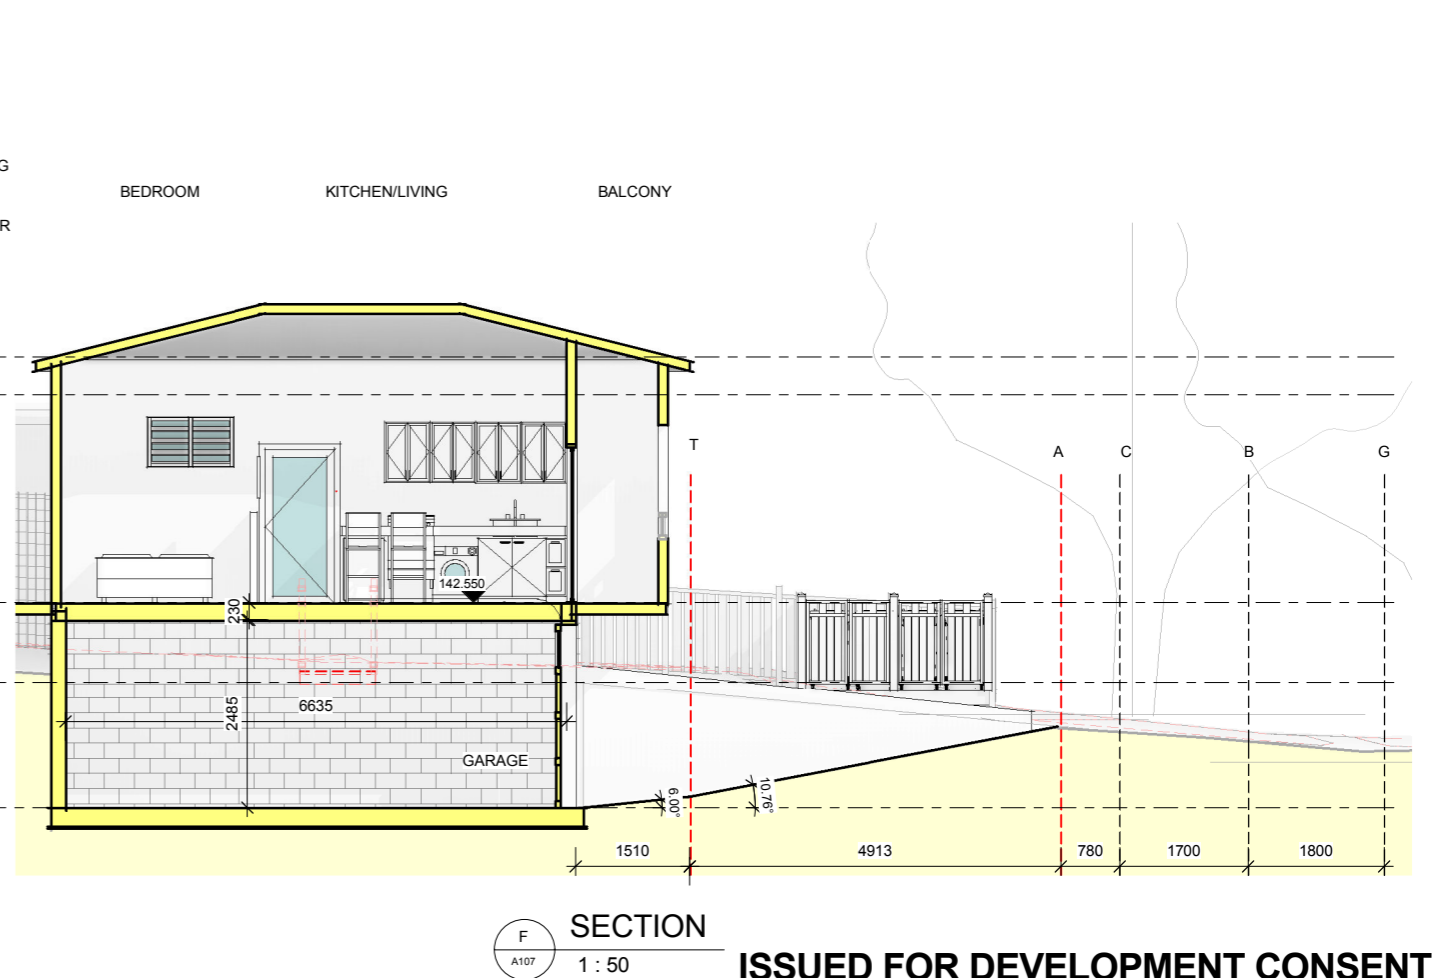 G
BEDROOM KITCHEN/LIVING BALCONY
R
T A C B G
142.550
230
2485
6635
GARAGE
6.00°
10.76°
1510 4913 780 1700 1800
F
A107
SECTION
1 : 50
ISSUED FOR DEVELOPMENT CONSENT